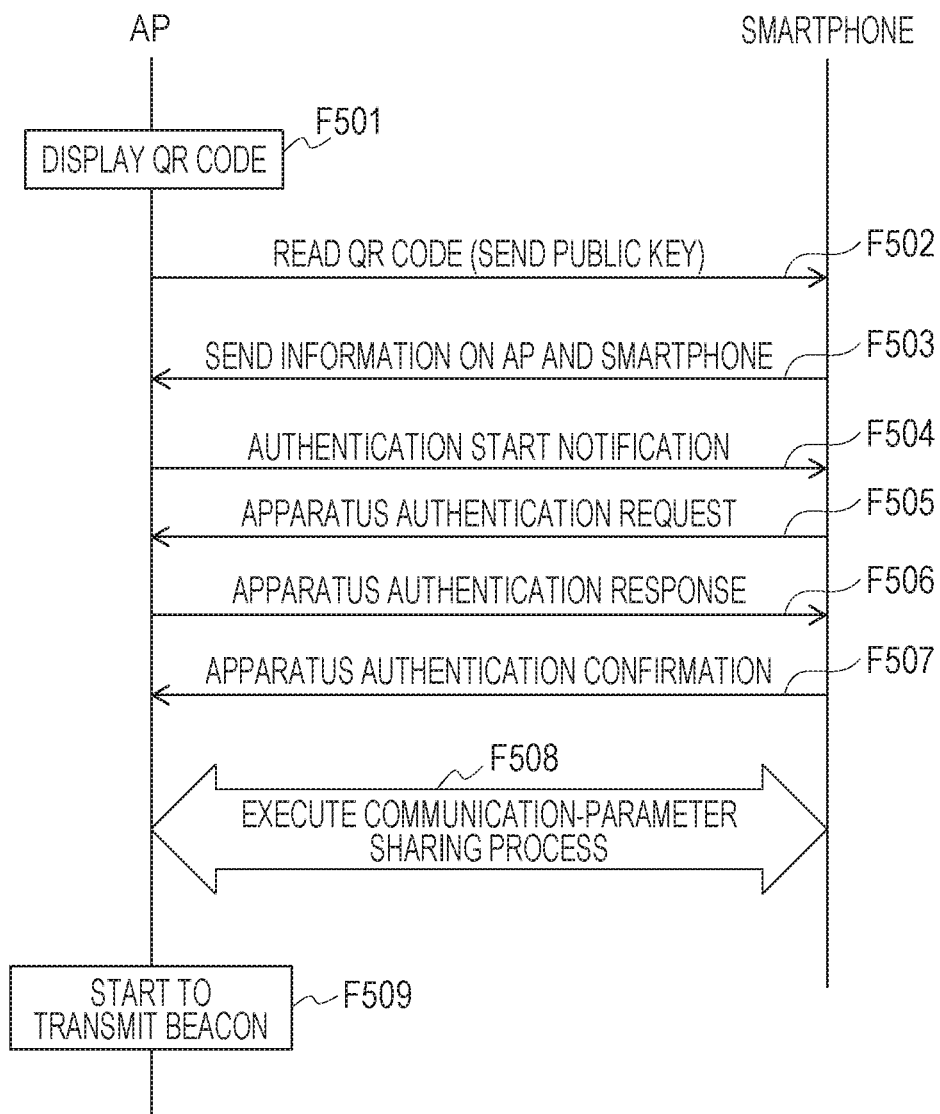 AP
SMARTPHONE
F501
DISPLAY QR CODE
READ QR CODE (SEND PUBLIC KEY)
F502
SEND INFORMATION ON AP AND SMARTPHONE
F503
AUTHENTICATION START NOTIFICATION
F504
APPARATUS AUTHENTICATION REQUEST
F505
APPARATUS AUTHENTICATION RESPONSE
F506
APPARATUS AUTHENTICATION CONFIRMATION
F507
F508
EXECUTE COMMUNICATION-PARAMETER
SHARING PROCESS
START TO
TRANSMIT BEACON
F509